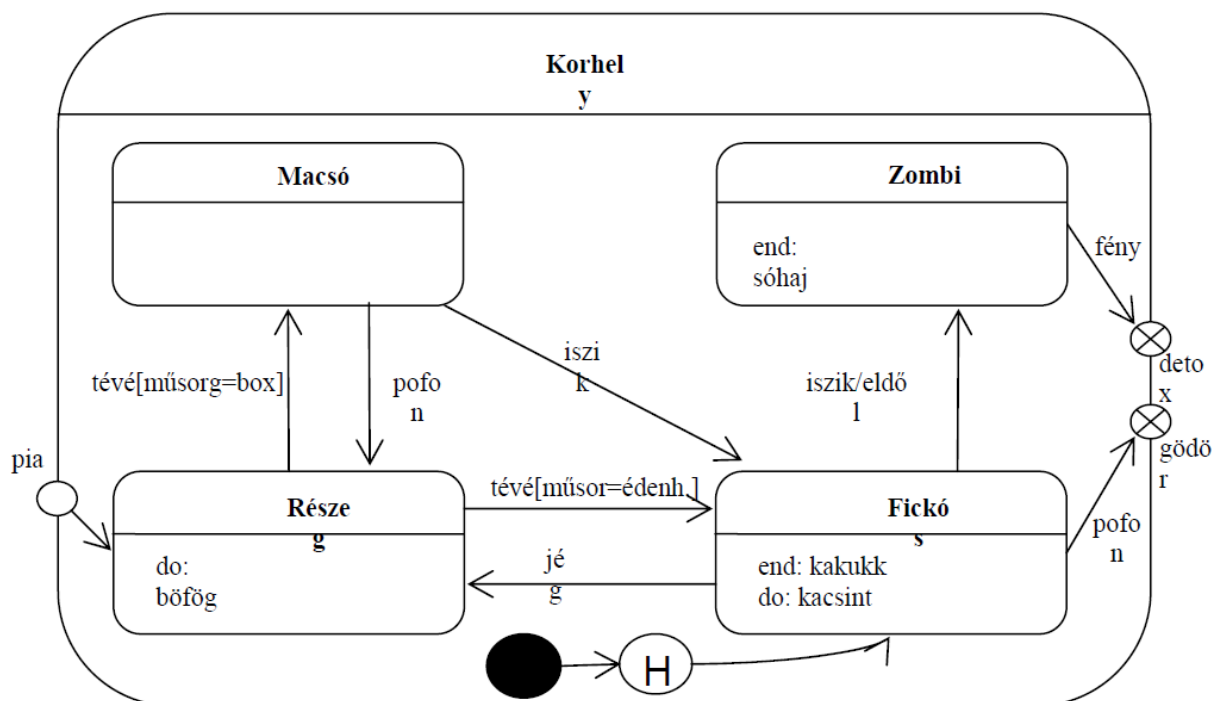 Korhel
y
Macsó
Zombi
end:
sóhaj
fény
tévé[műsorg=box]
pofo
n
iszi
k
iszik/eldő
l
deto
x
gödö
r
pia
Része
g
do:
böfög
tévé[műsor=édenh.]
jé
g
Fickó
s
end: kakukk
do: kacsint
pofo
n
H